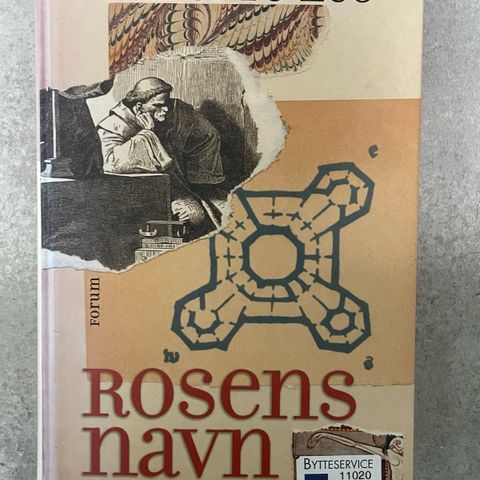 Forum
Rosens
navn
BYTTESERVICE
11020